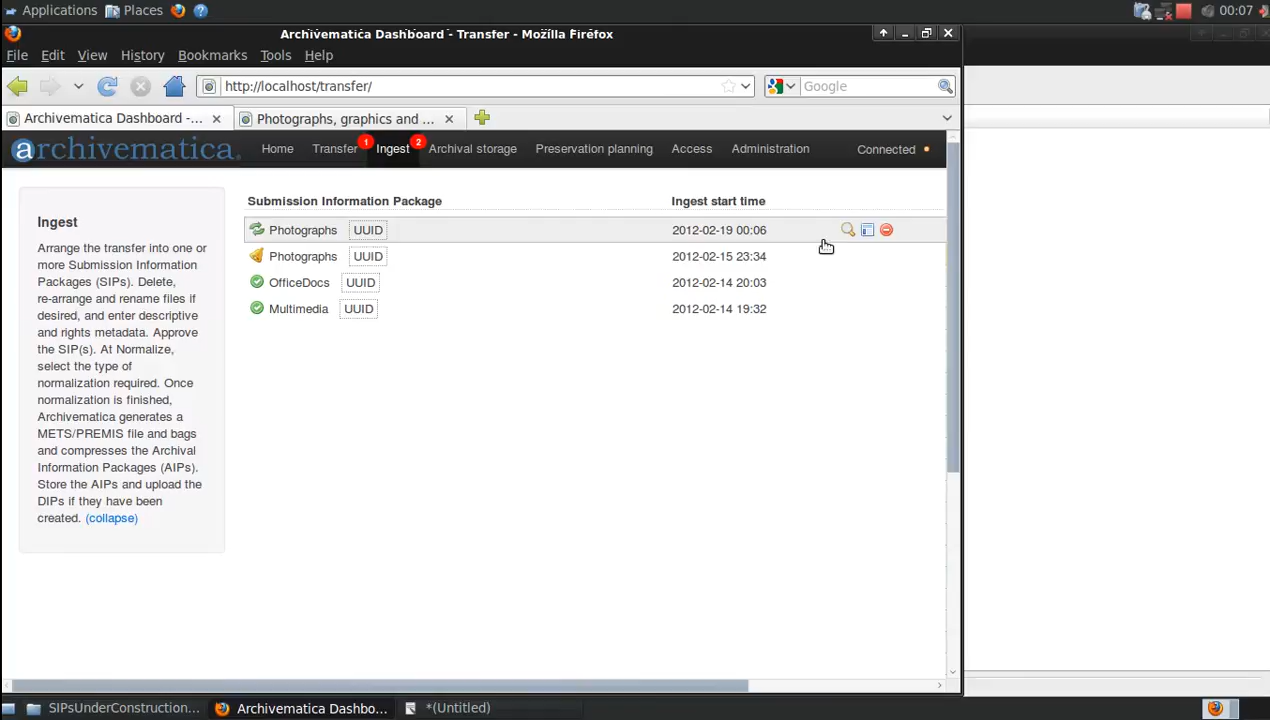 Applications Places 00:07
Archivematica Dashboard - Transfer - Mozilla Firefox
File Edit View History Bookmarks Tools Help
http://localhost/transfer/ Google
Archivematica Dashboard -... Photographs, graphics and ...
archivematica. Home Transfer 1 Ingest 2 Archival storage Preservation planning Access Administration Connected
Ingest
Arrange the transfer into one or
more Submission Information
Packages (SIPs). Delete,
re-arrange and rename files if
desired, and enter descriptive
and rights metadata. Approve
the SIP(s). At Normalize,
select the type of
normalization required. Once
normalization is finished,
Archivematica generates a
METS/PREMIS file and bags
and compresses the Archival
Information Packages (AIPs).
Store the AIPs and upload the
DIPs if they have been
created. (collapse)
Submission Information Package Ingest start time
Photographs UUID 2012-02-19 00:06
Photographs UUID 2012-02-15 23:34
OfficeDocs UUID 2012-02-14 20:03
Multimedia UUID 2012-02-14 19:32
SIPsUnderConstruction... Archivematica Dashbo... *(Untitled)